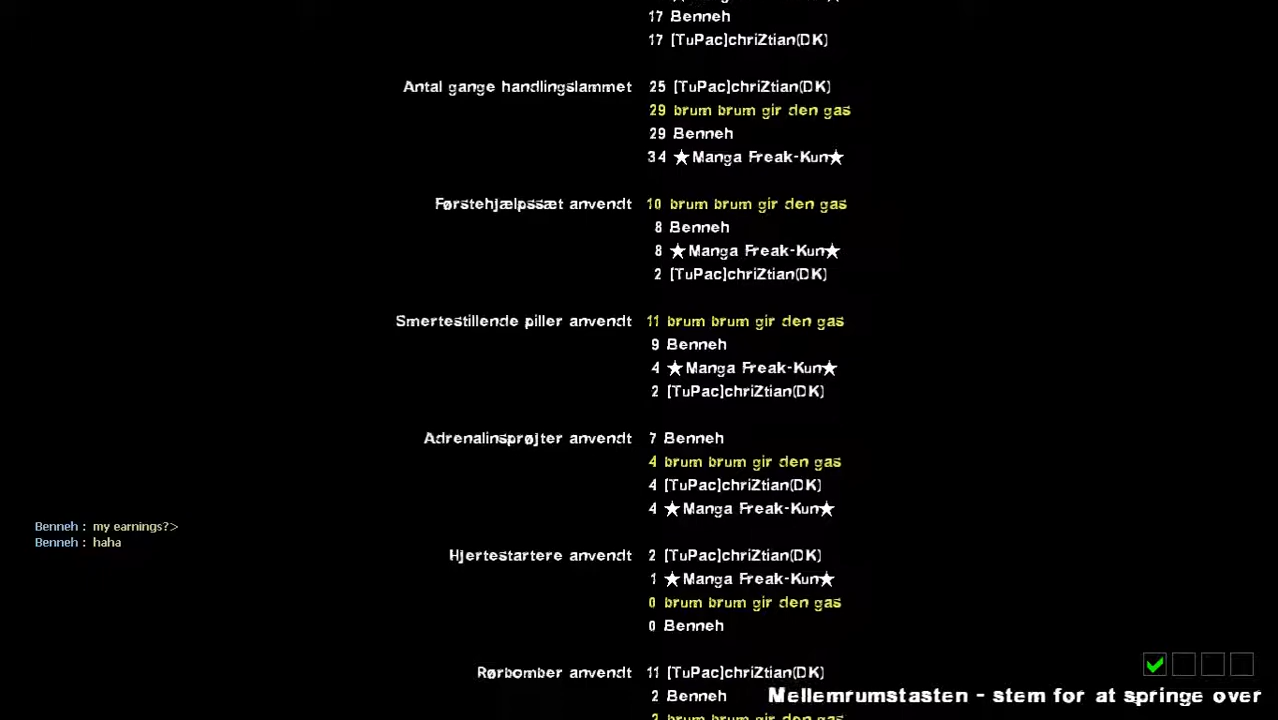 17 Benneh
17 [TuPac]chriZtian(DK)
Antal gange handlingslammet 25 [TuPac]chriZtian(DK)
29 brum brum gir den gas
29 Benneh
34 ★Manga Freak-Kun★
Førstehjælpssæt anvendt 10 brum brum gir den gas
8 Benneh
8 ★Manga Freak-Kun★
2 [TuPac]chriZtian(DK)
Smertestillende piller anvendt 11 brum brum gir den gas
9 Benneh
4 ★Manga Freak-Kun★
2 [TuPac]chriZtian(DK)
Adrenalinsprøjter anvendt 7 Benneh
4 brum brum gir den gas
4 [TuPac]chriZtian(DK)
4 ★Manga Freak-Kun★
Benneh : my earnings?>
Benneh : haha
Hjertestartere anvendt 2 [TuPac]chriZtian(DK)
1 ★Manga Freak-Kun★
0 brum brum gir den gas
0 Benneh
Rørbomber anvendt 11 [TuPac]chriZtian(DK)
2 Benneh
Mellemrumstasten - stem for at springe over
2 brum brum gir den gas